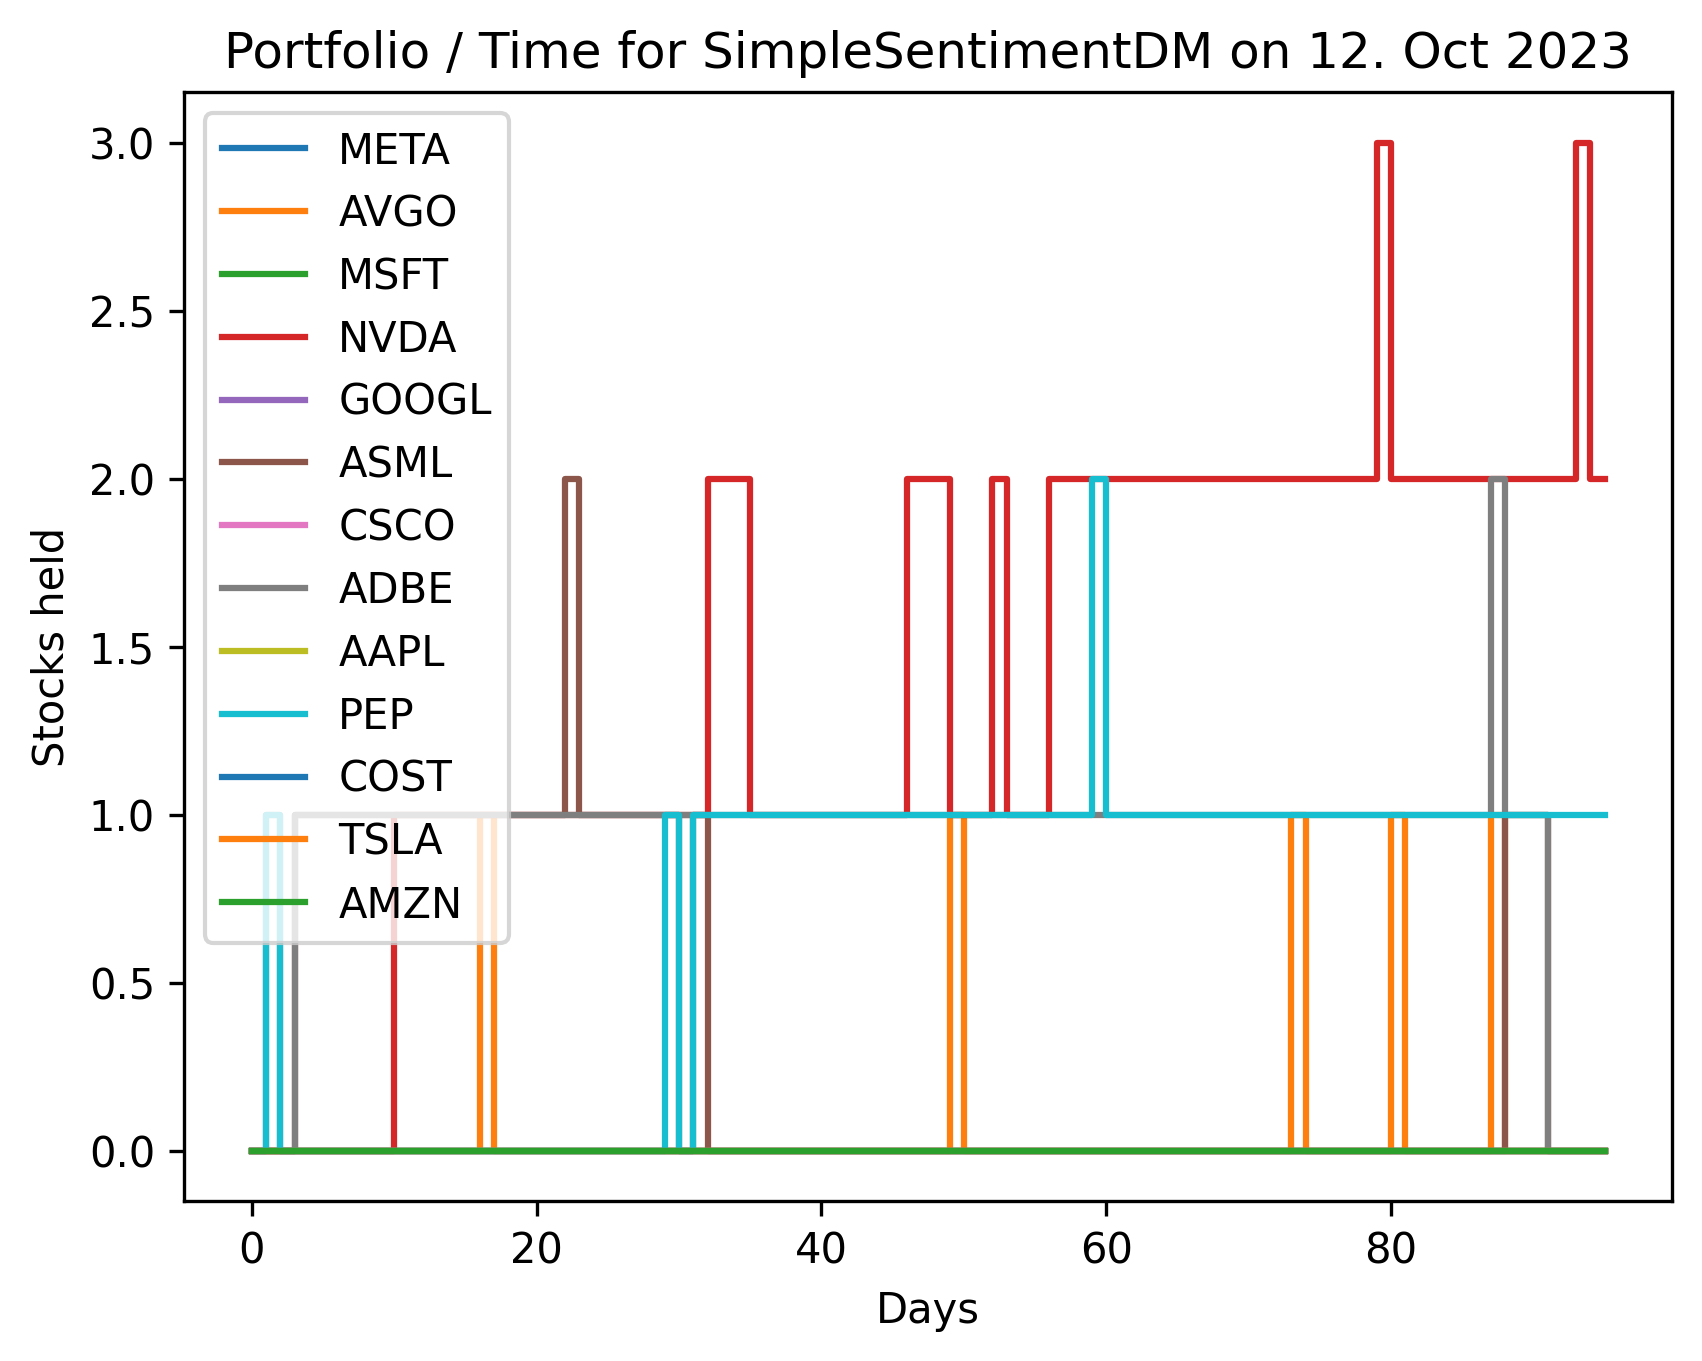 Portfolio / Time for SimpleSentimentDM on 12. Oct 2023
3.0
2.5
2.0
1.5
1.0
0.5
0.0
Stocks held
META
AVGO
MSFT
NVDA
GOOGL
ASML
CSCO
ADBE
AAPL
PEP
COST
TSLA
AMZN
0
20
40
60
80
Days